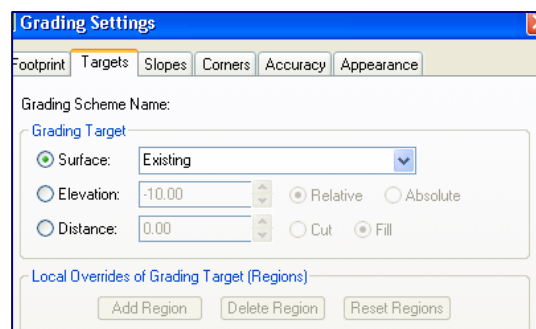 Grading Settings
Footprint Targets Slopes Corners Accuracy Appearance
Grading Scheme Name:
Grading Target
Surface: Existing
Elevation: -10.00 Relative Absolute
Distance: 0.00 Cut Fill
Local Overrides of Grading Target (Regions)
Add Region Delete Region Reset Regions